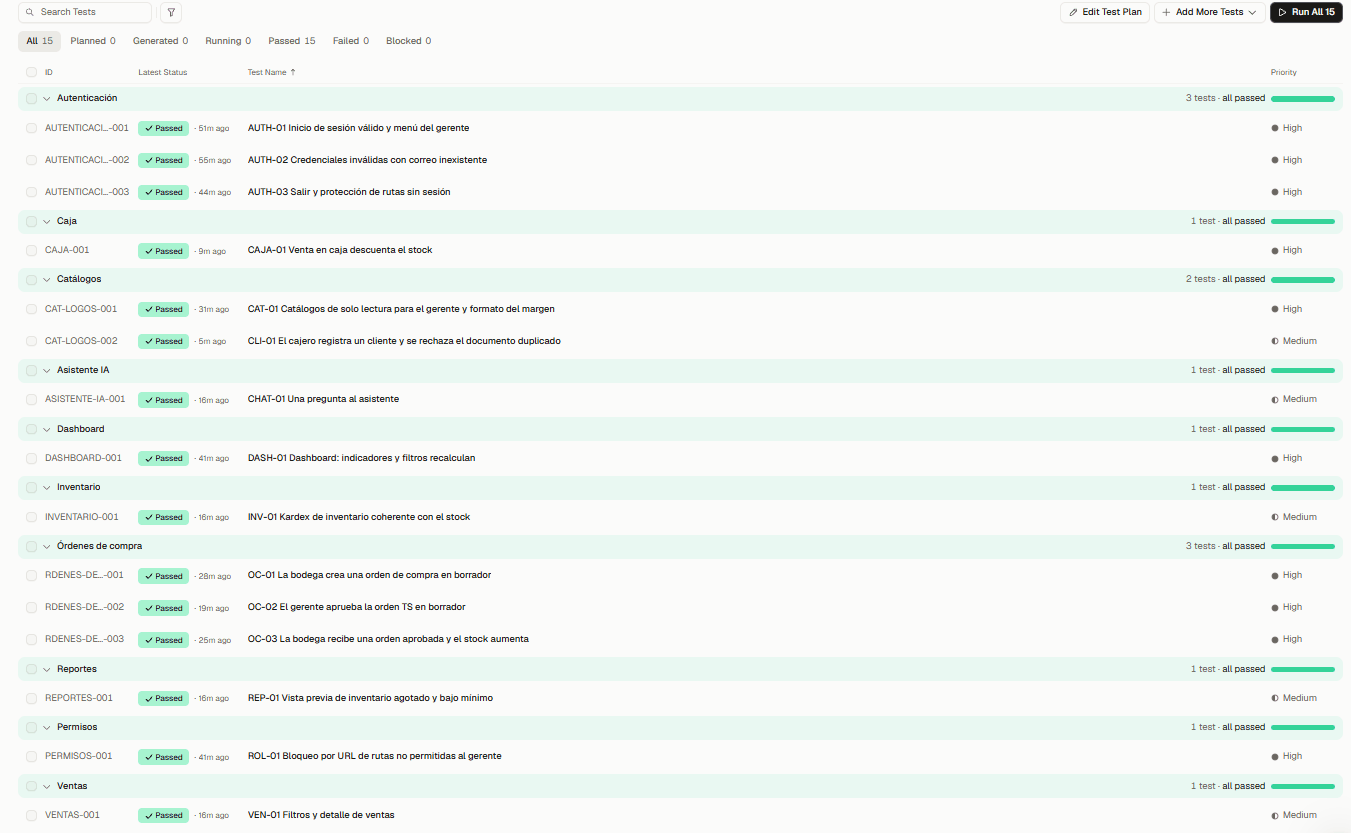 Search Tests Edit Test Plan Add More Tests Run All 15
All 15 Planned 0 Generated 0 Running 0 Passed 15 Failed 0 Blocked 0
ID Latest Status Test Name ↑ Priority
Autenticación 3 tests · all passed
AUTENTICACI...-001 Passed · 51m ago AUTH-01 Inicio de sesión válido y menú del gerente High
AUTENTICACI...-002 Passed · 55m ago AUTH-02 Credenciales inválidas con correo inexistente High
AUTENTICACI...-003 Passed · 44m ago AUTH-03 Salir y protección de rutas sin sesión High
Caja 1 test · all passed
CAJA-001 Passed · 9m ago CAJA-01 Venta en caja descuenta el stock High
Catálogos 2 tests · all passed
CAT-LOGOS-001 Passed · 31m ago CAT-01 Catálogos de solo lectura para el gerente y formato del margen High
CAT-LOGOS-002 Passed · 5m ago CLI-01 El cajero registra un cliente y se rechaza el documento duplicado Medium
Asistente IA 1 test · all passed
ASISTENTE-IA-001 Passed · 16m ago CHAT-01 Una pregunta al asistente Medium
Dashboard 1 test · all passed
DASHBOARD-001 Passed · 41m ago DASH-01 Dashboard: indicadores y filtros recalculan High
Inventario 1 test · all passed
INVENTARIO-001 Passed · 16m ago INV-01 Kardex de inventario coherente con el stock Medium
Órdenes de compra 3 tests · all passed
RDENES-DE...-001 Passed · 28m ago OC-01 La bodega crea una orden de compra en borrador High
RDENES-DE...-002 Passed · 19m ago OC-02 El gerente aprueba la orden TS en borrador High
RDENES-DE...-003 Passed · 25m ago OC-03 La bodega recibe una orden aprobada y el stock aumenta High
Reportes 1 test · all passed
REPORTES-001 Passed · 16m ago REP-01 Vista previa de inventario agotado y bajo mínimo Medium
Permisos 1 test · all passed
PERMISOS-001 Passed · 41m ago ROL-01 Bloqueo por URL de rutas no permitidas al gerente High
Ventas 1 test · all passed
VENTAS-001 Passed · 16m ago VEN-01 Filtros y detalle de ventas Medium